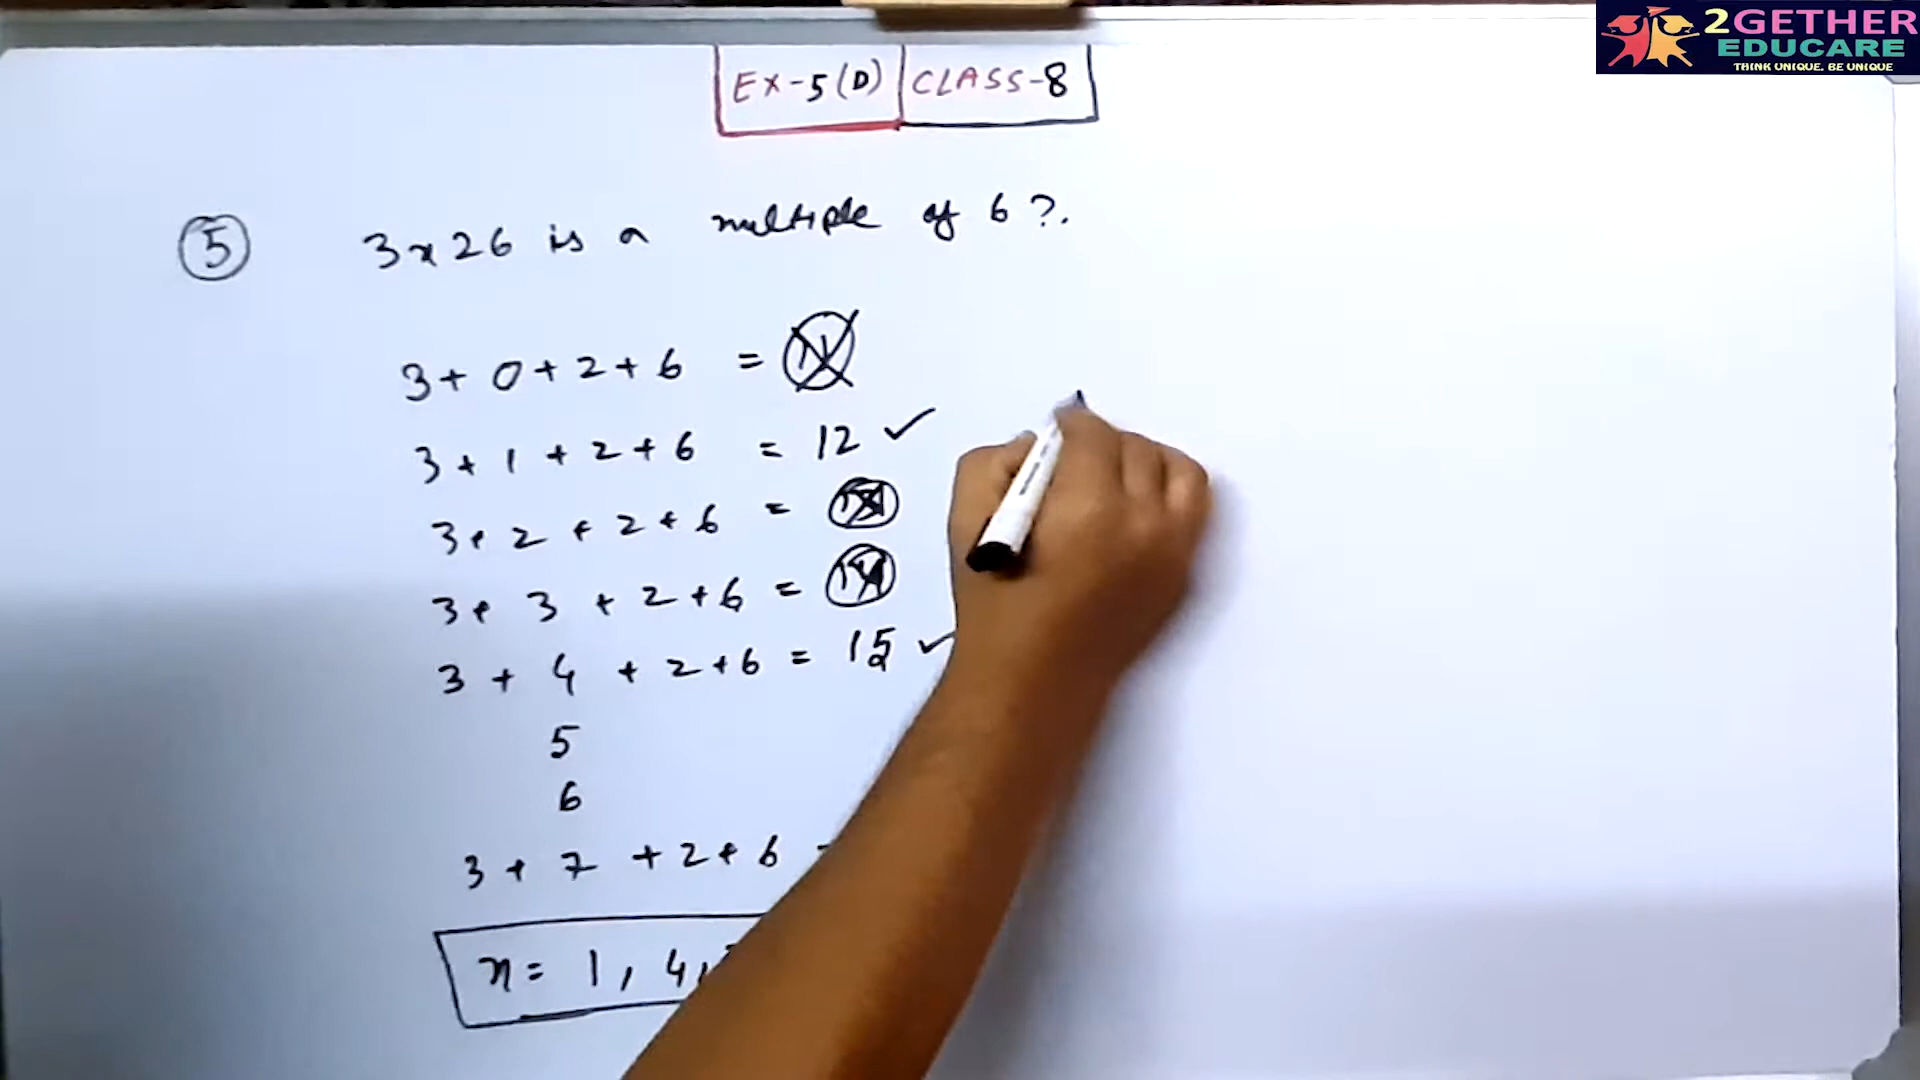 2GETHER
EDUCARE
THINK UNIQUE. BE UNIQUE
EX-5(D) CLASS-8
5 3x26 is a multiple of 6?.
3+0+2+6 = 11
3+1+2+6 = 12 ✓
3+2+2+6 =
3+3+2+6 =
3+4+2+6 = 15 ✓
5
6
3+7+2+6
x= 1, 4,